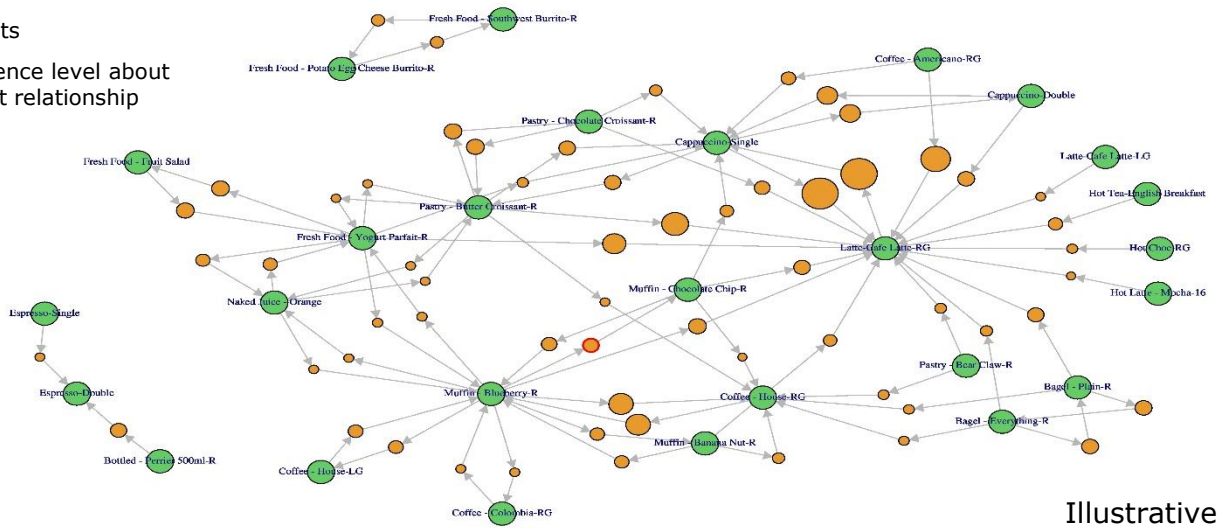 ts
ence level about
t relationship
Fresh Food - Southwest Burrito-R
Fresh Food - Potato Egg Cheese Burrito-R
Coffee - Americano-RG
Cappuccino-Double
Pastry - Chocolate Croissant-R
Cappuccino-Single
Fresh Food - Fruit Salad
Latte-Cafe Latte-LG
Hot Tea-English Breakfast
Pastry - Butter Croissant-R
Fresh Food - Yogurt Parfait-R
Latte-Cafe Latte-RG
Hot Choc-RG
Naked Juice - Orange
Muffin - Chocolate Chip-R
Hot Latte - Mocha-16
Espresso-Single
Pastry - Bear Claw-R
Espresso-Double
Muffin - Blueberry-R
Coffee - House-RG
Bagel - Plain-R
Bagel - Everything-R
Muffin - Banana Nut-R
Bottled - Perrier 500ml-R
Coffee - House-LG
Coffee - Colombia-RG
Illustrative